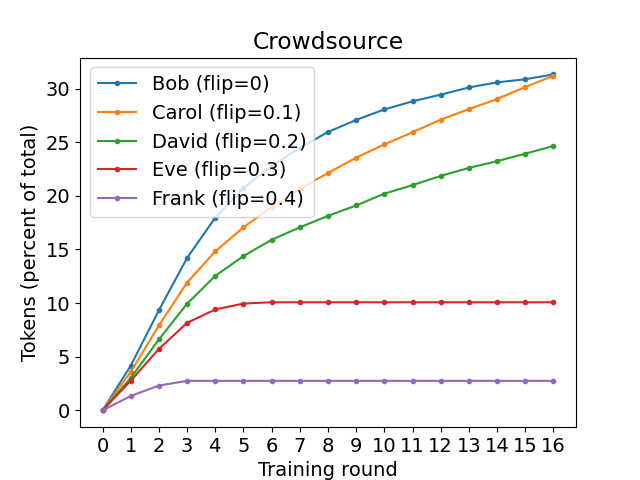 Crowdsource
Bob (flip=0)
Carol (flip=0.1)
David (flip=0.2)
Eve (flip=0.3)
Frank (flip=0.4)
Tokens (percent of total)
30
25
20
15
10
5
0
0 1 2 3 4 5 6 7 8 9 10 11 12 13 14 15 16
Training round